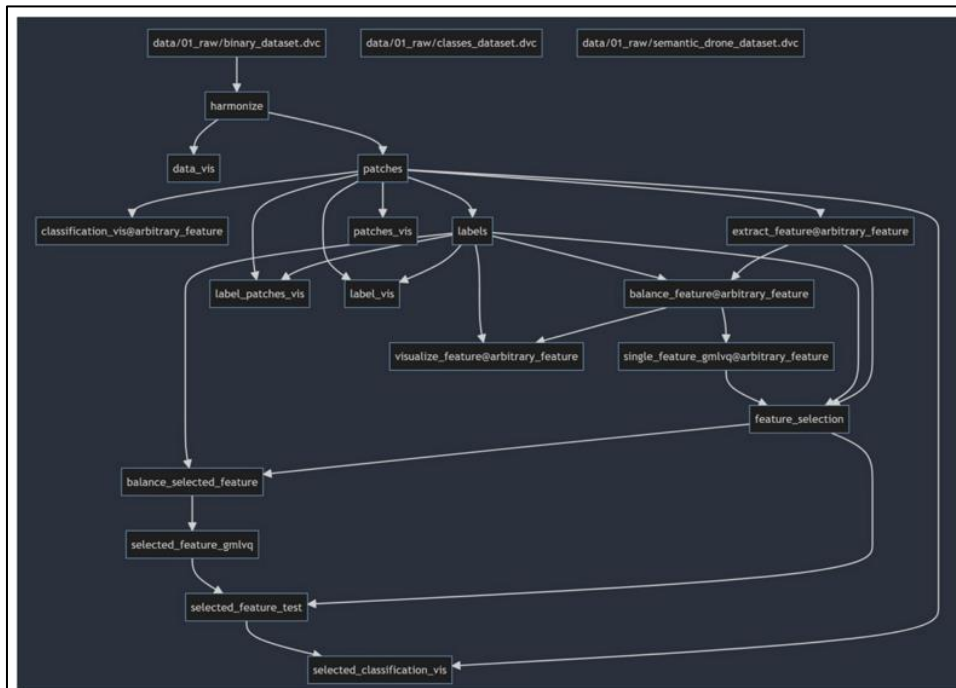 data/01_raw/binary_dataset.dvc
data/01_raw/classes_dataset.dvc
data/01_raw/semantic_drone_dataset.dvc
harmonize
data_vis
patches
classification_vis@arbitrary_feature
patches_vis
labels
extract_feature@arbitrary_feature
label_patches_vis
label_vis
balance_feature@arbitrary_feature
visualize_feature@arbitrary_feature
single_feature_gmlvq@arbitrary_feature
feature_selection
balance_selected_feature
selected_feature_gmlvq
selected_feature_test
selected_classification_vis